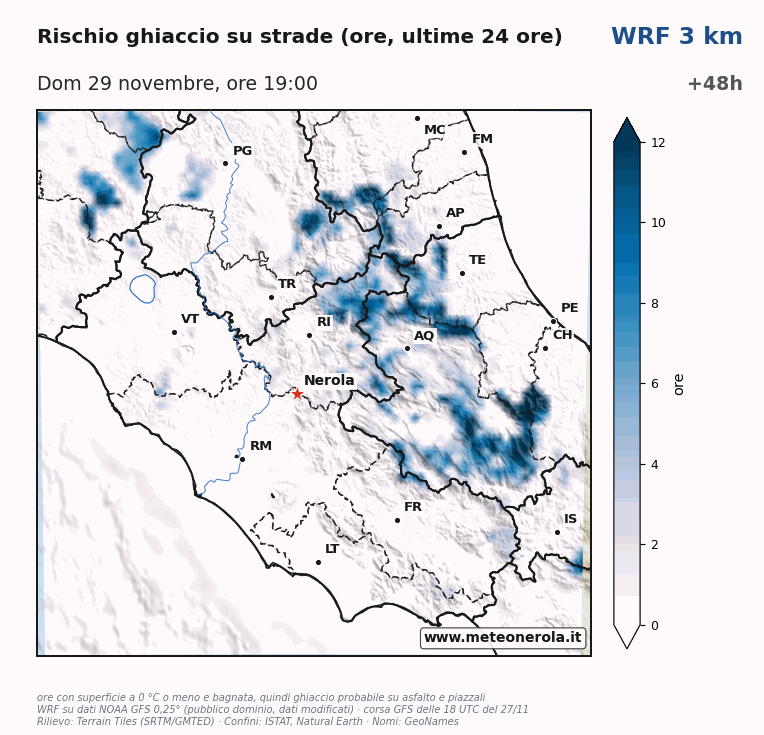 Rischio ghiaccio su strade (ore, ultime 24 ore)
WRF 3 km
Dom 29 novembre, ore 19:00
+48h
MC
FM
PG
AP
TE
TR
PE
VT
RI
AQ
CH
Nerola
RM
FR
IS
LT
www.meteonerola.it
12
10
8
6
4
2
0
ore
ore con superficie a 0 °C o meno e bagnata, quindi ghiaccio probabile su asfalto e piazzali
WRF su dati NOAA GFS 0,25° (pubblico dominio, dati modificati) · corsa GFS delle 18 UTC del 27/11
Rilievo: Terrain Tiles (SRTM/GMTED) · Confini: ISTAT, Natural Earth · Nomi: GeoNames